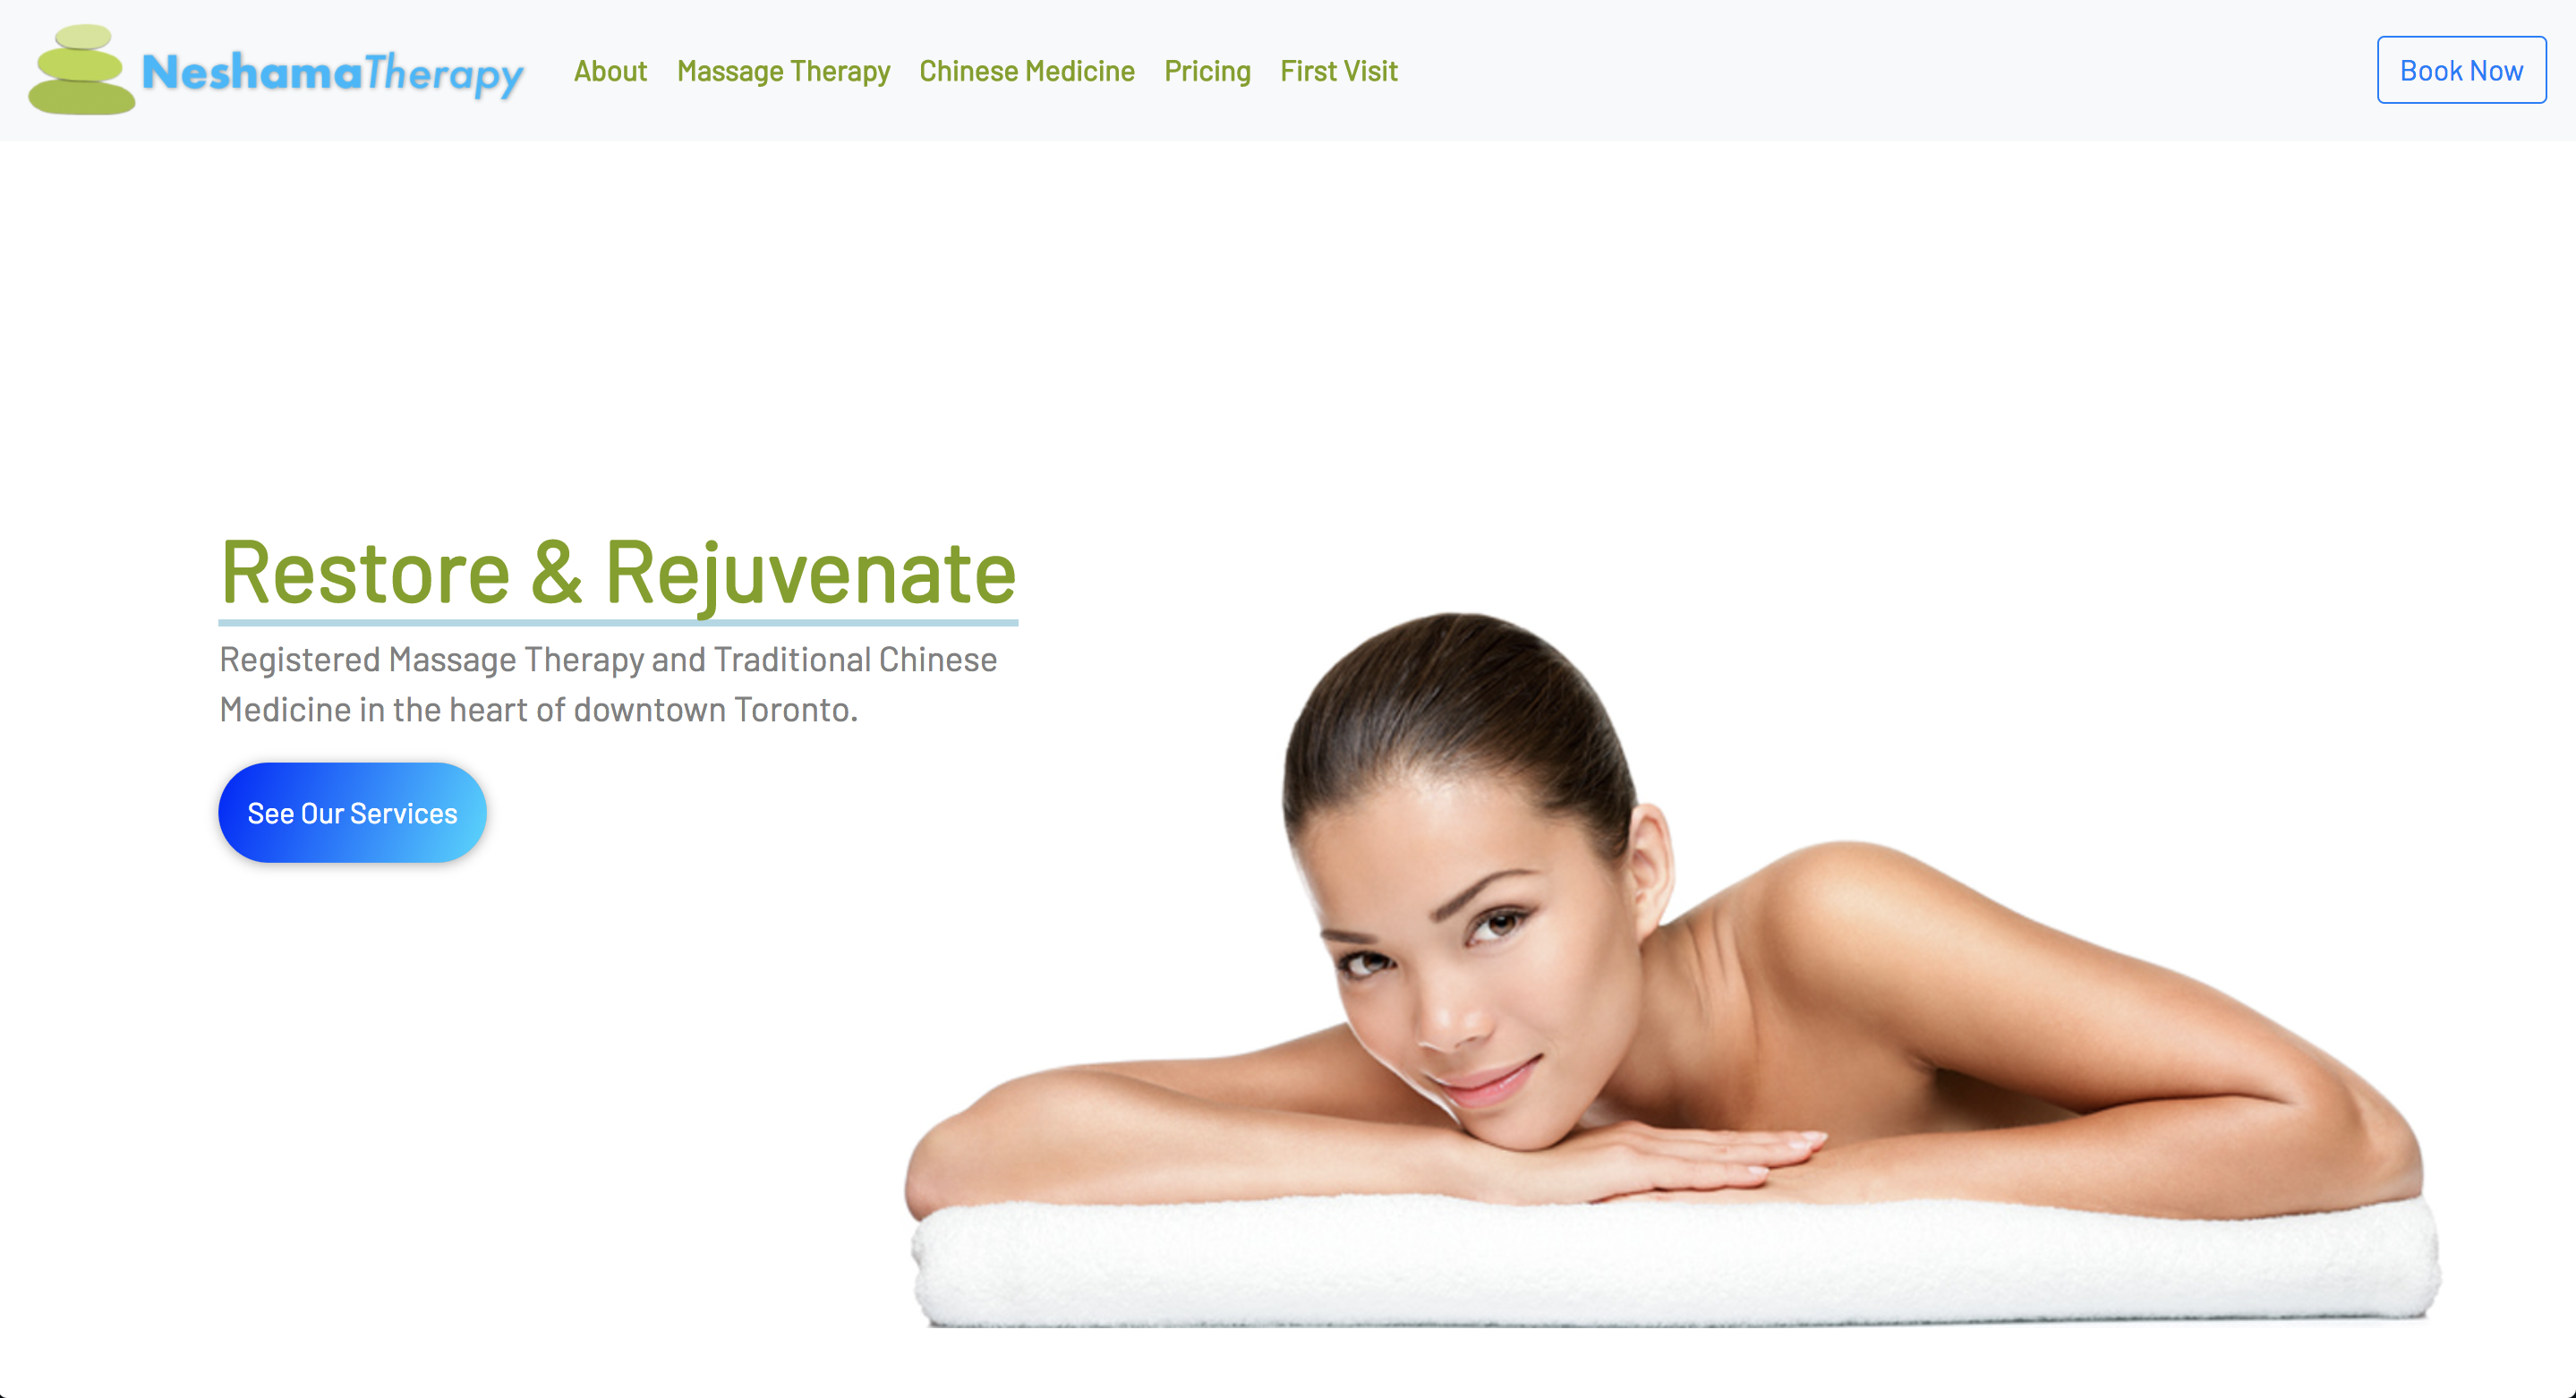 NeshamaTherapy
About
Massage Therapy
Chinese Medicine
Pricing
First Visit
Book Now
Restore & Rejuvenate
Registered Massage Therapy and Traditional Chinese
Medicine in the heart of downtown Toronto.
See Our Services